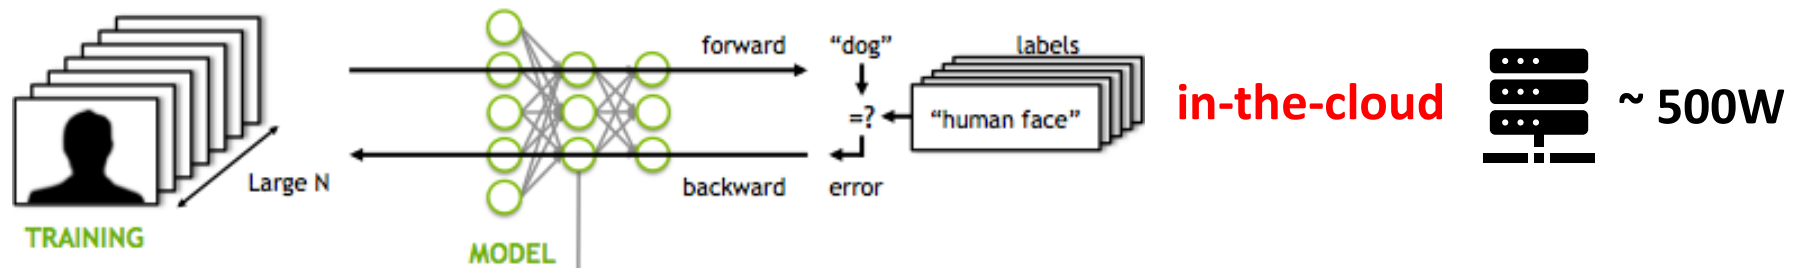 forward
"dog"
labels
=?
"human face"
in-the-cloud
~ 500W
Large N
backward
error
TRAINING
MODEL